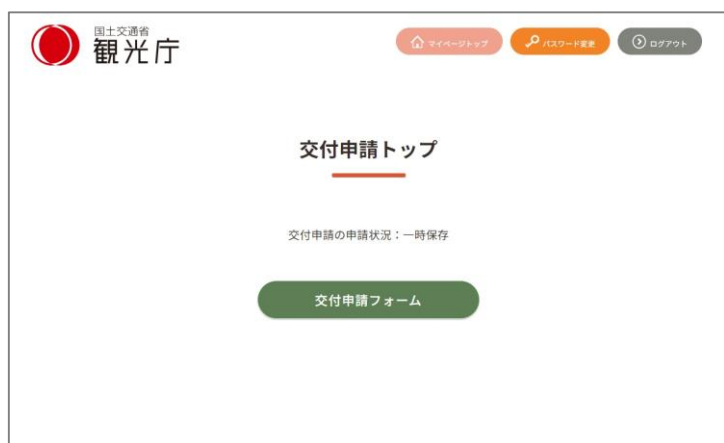 国土交通省
観光庁
マイページトップ
パスワード変更
ログアウト
交付申請トップ
交付申請の申請状況：一時保存
交付申請フォーム